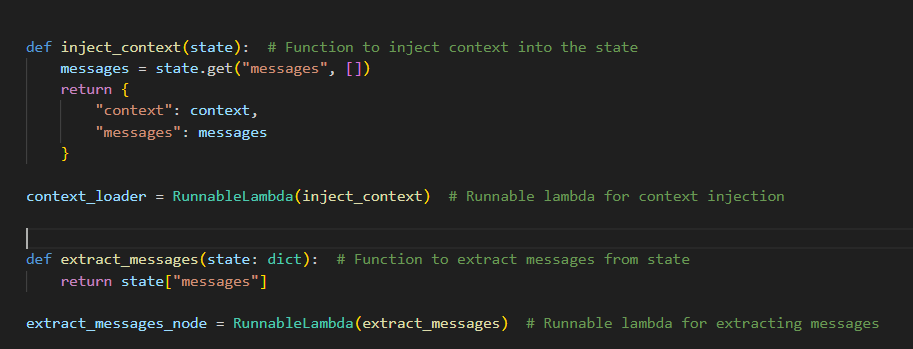 def inject_context(state):  # Function to inject context into the state
    messages = state.get("messages", [])
    return {
        "context": context,
        "messages": messages
    }
context_loader = RunnableLambda(inject_context)  # Runnable lambda for context injection
def extract_messages(state: dict):  # Function to extract messages from state
    return state["messages"]
extract_messages_node = RunnableLambda(extract_messages)  # Runnable lambda for extracting messages